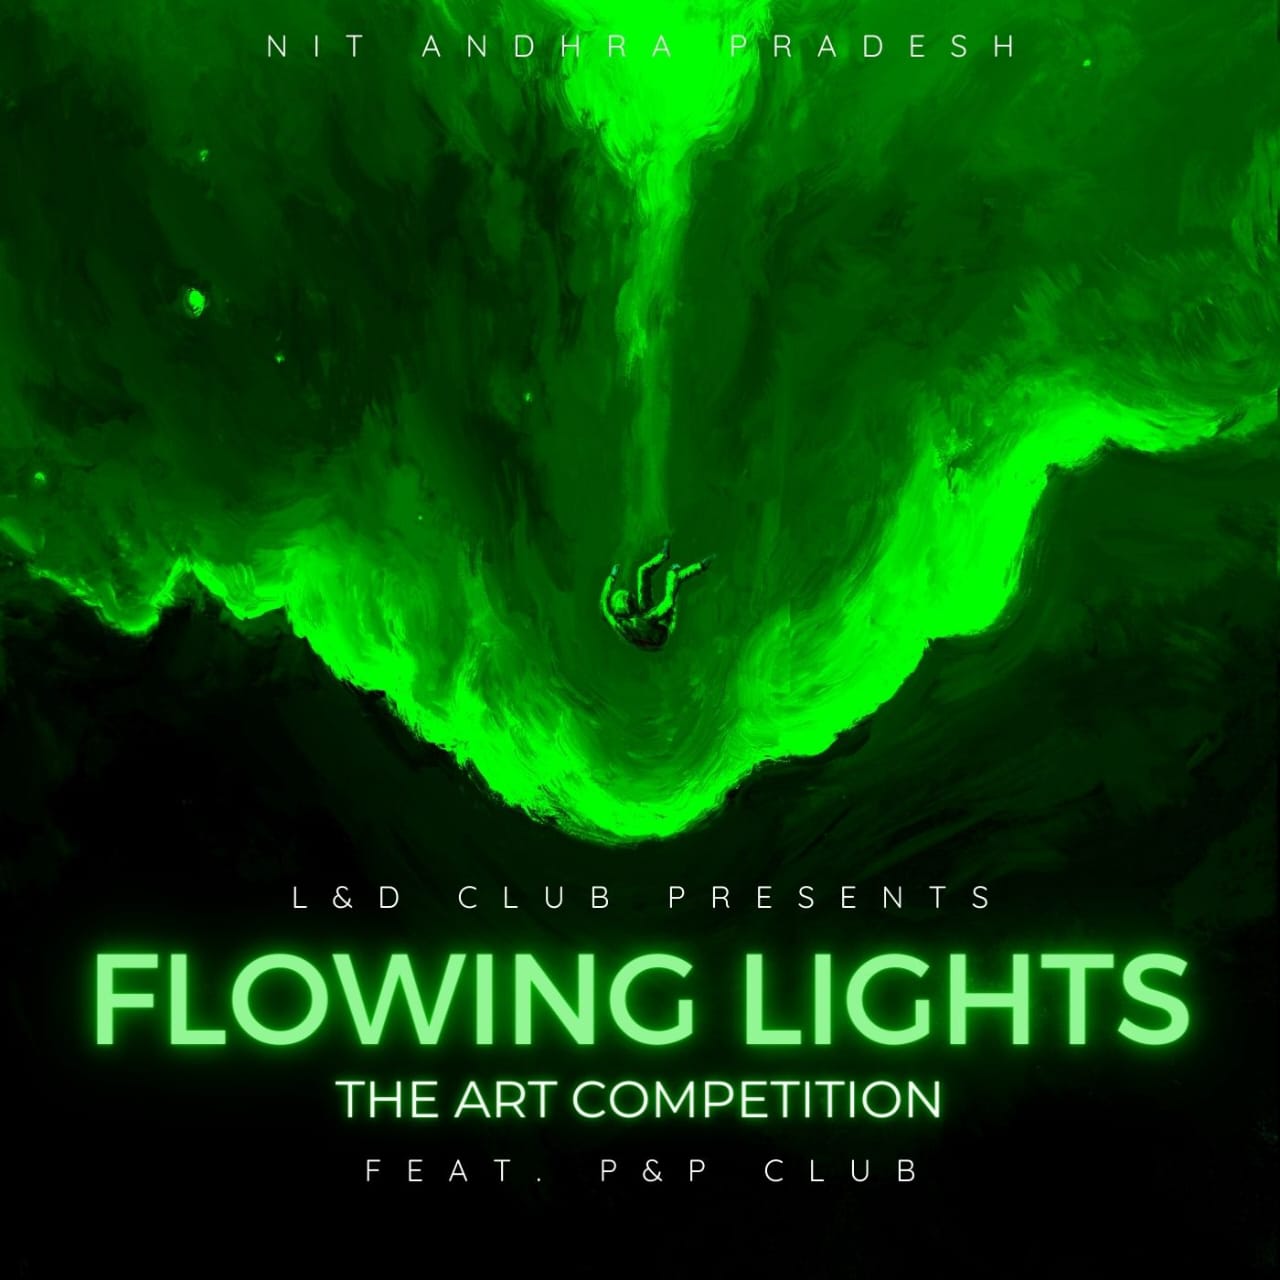 NIT ANDHRA PRADESH
L&D CLUB PRESENTS
FLOWING LIGHTS
THE ART COMPETITION
FEAT. P&P CLUB